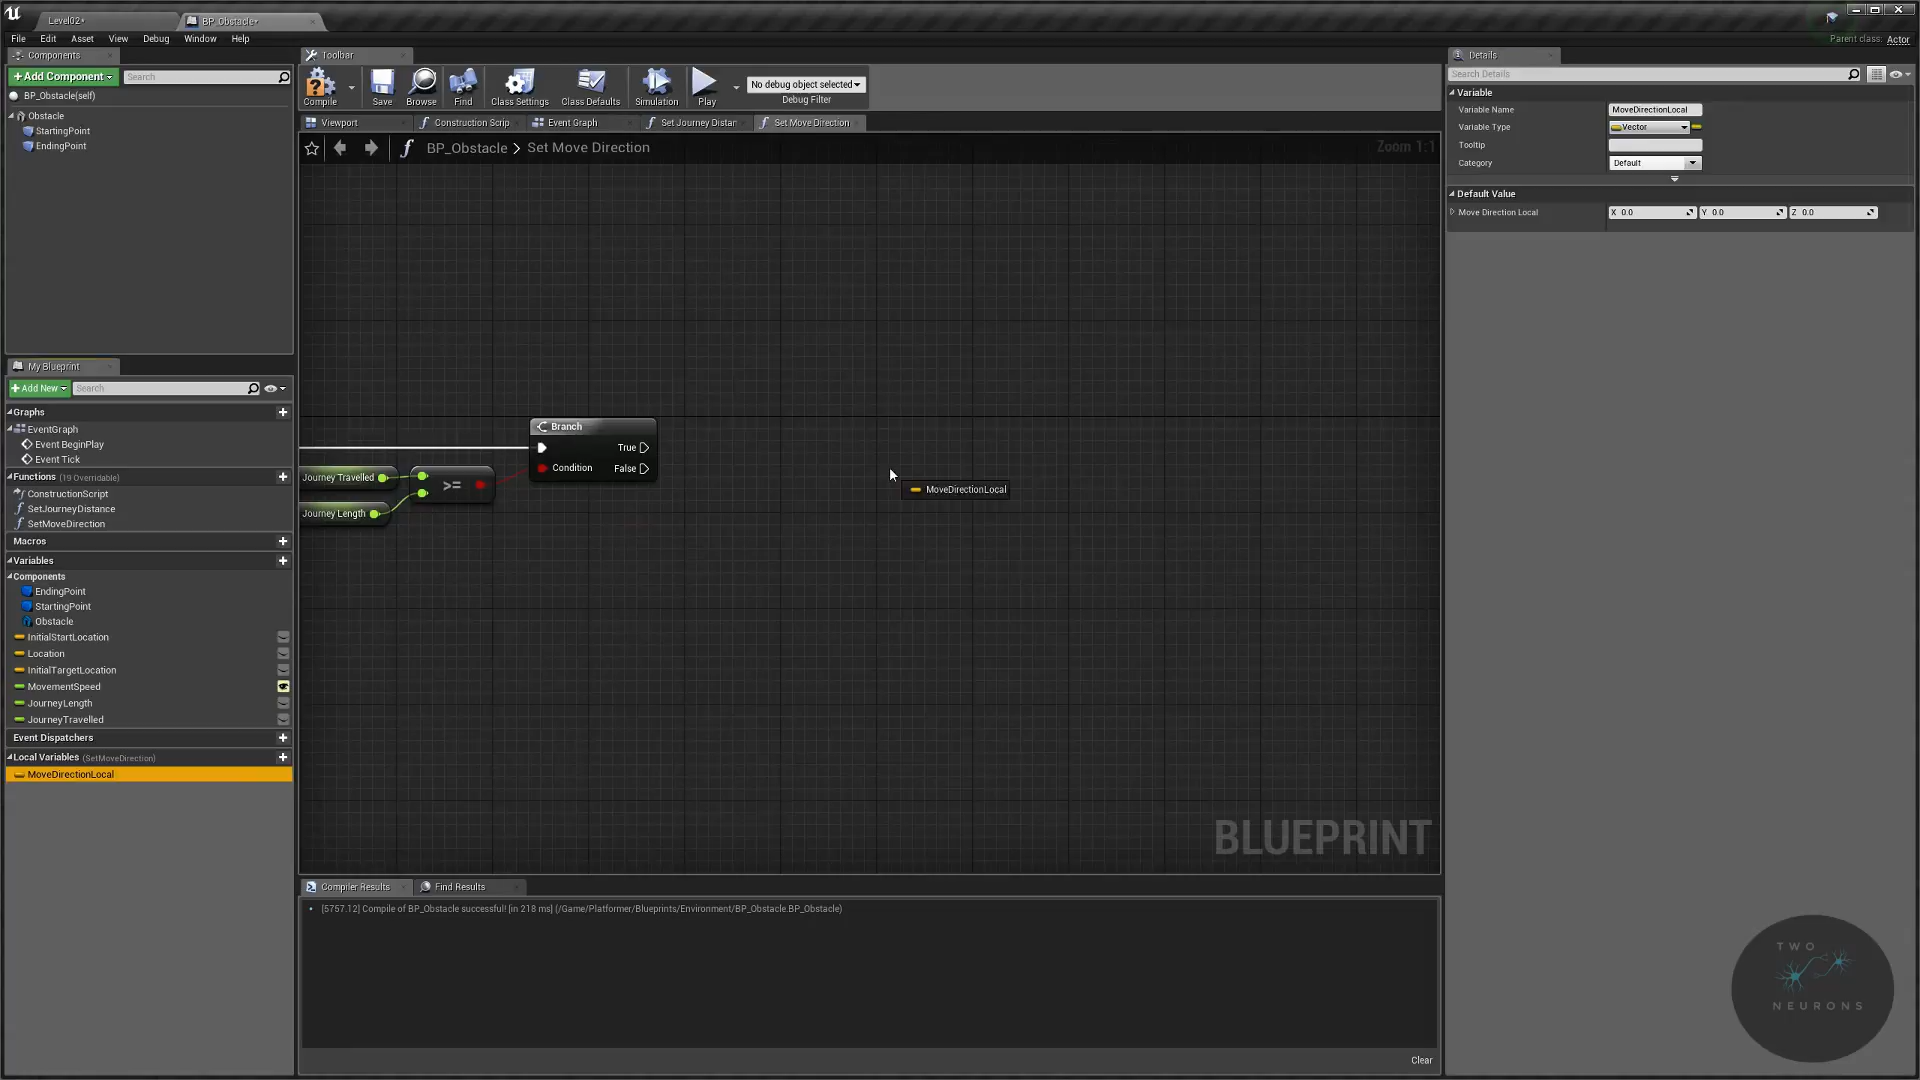 Level02*
BP_Obstacle*
File Edit Asset View Debug Window Help
Parent class: Actor
Components
Add Component
Search
BP_Obstacle(self)
Obstacle
StartingPoint
EndingPoint
My Blueprint
Add New
Search
Graphs
EventGraph
Event BeginPlay
Event Tick
Functions (19 Overridable)
ConstructionScript
SetJourneyDistance
SetMoveDirection
Macros
Variables
Components
EndingPoint
StartingPoint
Obstacle
InitialStartLocation
Location
InitialTargetLocation
MovementSpeed
JourneyLength
JourneyTravelled
Event Dispatchers
Local Variables (SetMoveDirection)
MoveDirectionLocal
Toolbar
Compile Save Browse Find Class Settings Class Defaults Simulation Play
No debug object selected
Debug Filter
Viewport Construction Scrip Event Graph Set Journey Distan Set Move Direction
BP_Obstacle > Set Move Direction
Zoom 1:1
Branch
True
Condition False
Journey Travelled
>=
Journey Length
MoveDirectionLocal
BLUEPRINT
Compiler Results Find Results
[5757.12] Compile of BP_Obstacle successful! [in 218 ms] (/Game/Platformer/Blueprints/Environment/BP_Obstacle.BP_Obstacle)
Clear
Details
Search Details
Variable
Variable Name MoveDirectionLocal
Variable Type Vector
Tooltip
Category Default
Default Value
Move Direction Local X 0.0 Y 0.0 Z 0.0
TWO
NEURONS